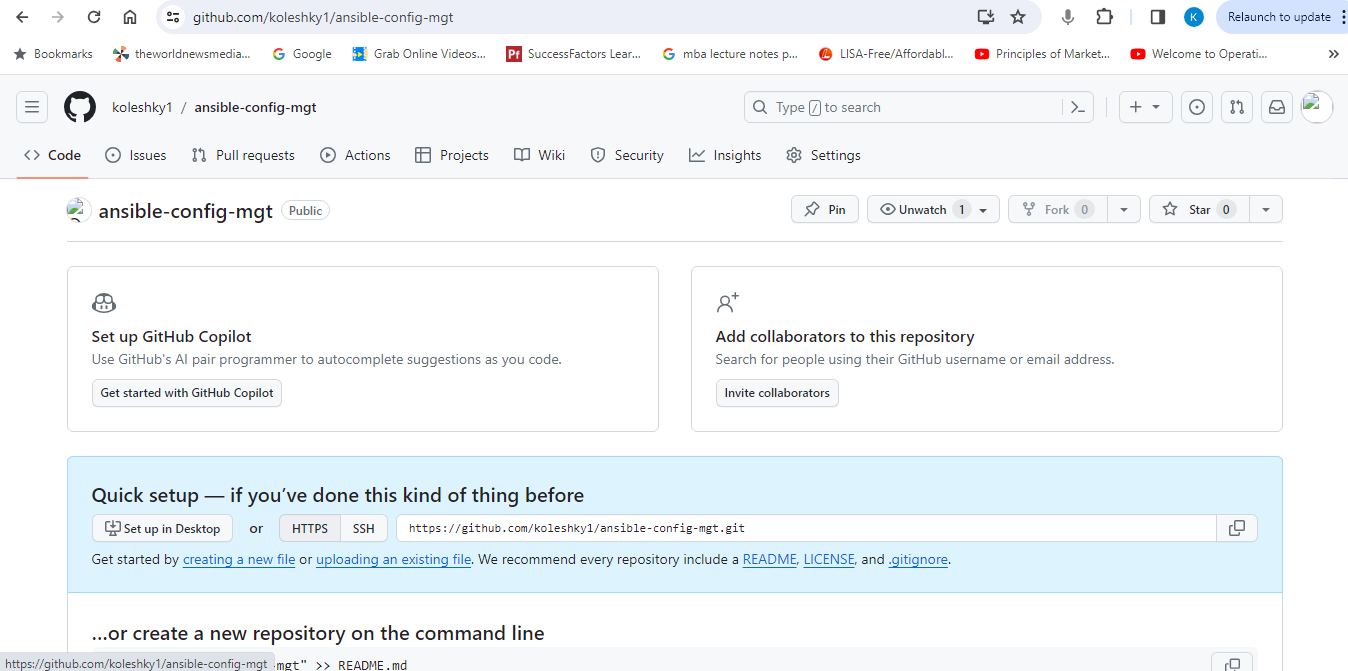 github.com/koleshky1/ansible-config-mgt
K
Relaunch to update
Bookmarks theworldnewsmedia... Google Grab Online Videos... Pf SuccessFactors Lear... mba lecture notes p... LISA-Free/Affordabl... Principles of Market... Welcome to Operati... »
koleshky1 / ansible-config-mgt
Type / to search
Code Issues Pull requests Actions Projects Wiki Security Insights Settings
ansible-config-mgt Public
Pin Unwatch 1 Fork 0 Star 0
Set up GitHub Copilot
Use GitHub's AI pair programmer to autocomplete suggestions as you code.
Get started with GitHub Copilot
Add collaborators to this repository
Search for people using their GitHub username or email address.
Invite collaborators
Quick setup — if you’ve done this kind of thing before
Set up in Desktop or HTTPS SSH https://github.com/koleshky1/ansible-config-mgt.git
Get started by creating a new file or uploading an existing file. We recommend every repository include a README, LICENSE, and .gitignore.
…or create a new repository on the command line
mgt" >> README.md
https://github.com/koleshky1/ansible-config-mgt